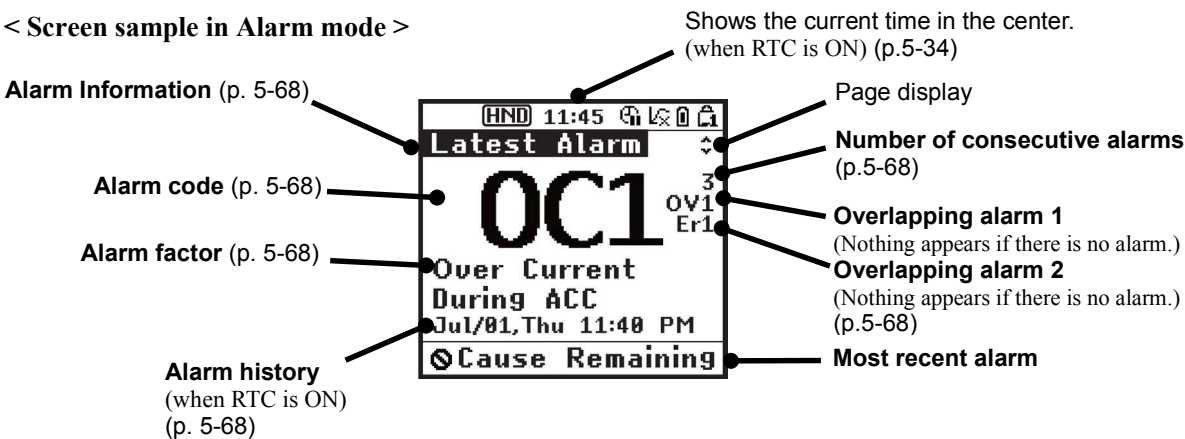 < Screen sample in Alarm mode >
Shows the current time in the center.
(when RTC is ON) (p.5-34)
Alarm Information (p. 5-68)
Page display
HND 11:45
Latest Alarm
Number of consecutive alarms
(p.5-68)
Alarm code (p. 5-68)
3
OC1
OV1
Er1
Overlapping alarm 1
(Nothing appears if there is no alarm.)
Overlapping alarm 2
(Nothing appears if there is no alarm.)
(p.5-68)
Alarm factor (p. 5-68)
Over Current
During ACC
Jul/01,Thu 11:40 PM
Cause Remaining
Most recent alarm
Alarm history
(when RTC is ON)
(p. 5-68)